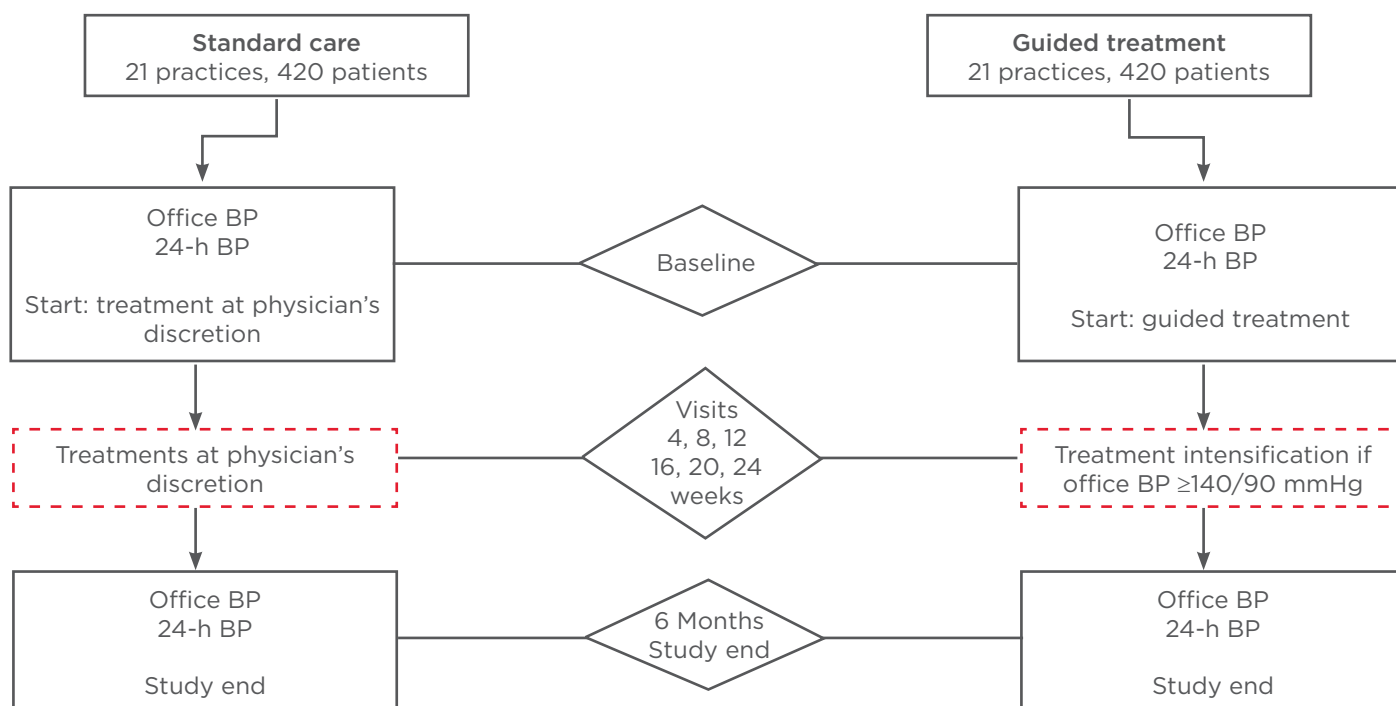 Standard care
21 practices, 420 patients
Guided treatment
21 practices, 420 patients
Office BP
24-h BP
Start: treatment at physician’s
discretion
Baseline
Office BP
24-h BP
Start: guided treatment
Treatments at physician’s
discretion
Visits
4, 8, 12
16, 20, 24
weeks
Treatment intensification if
office BP ≥140/90 mmHg
Office BP
24-h BP
Study end
6 Months
Study end
Office BP
24-h BP
Study end